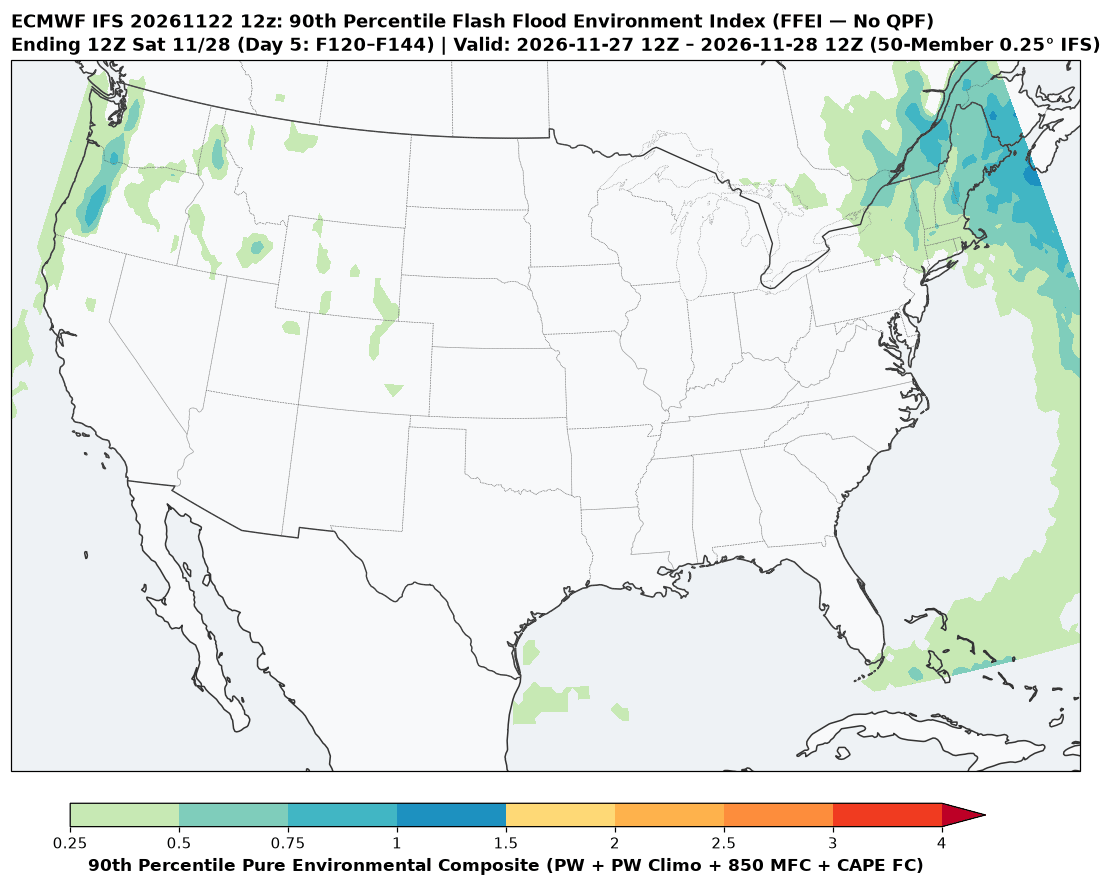 ECMWF IFS 20261122 12z: 90th Percentile Flash Flood Environment Index (FFEI — No QPF)
Ending 12Z Sat 11/28 (Day 5: F120–F144) | Valid: 2026-11-27 12Z – 2026-11-28 12Z (50-Member 0.25° IFS)
0.25 0.5 0.75 1 1.5 2 2.5 3 4
90th Percentile Pure Environmental Composite (PW + PW Climo + 850 MFC + CAPE FC)